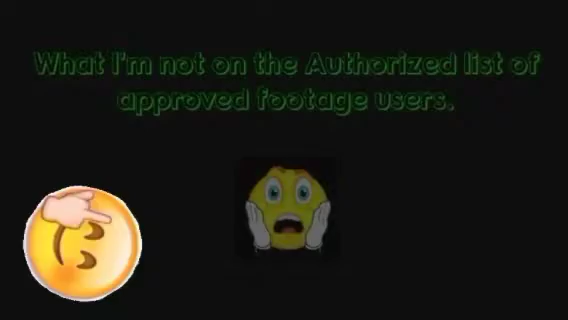 What I'm not on the Authorized list of
approved footage users.